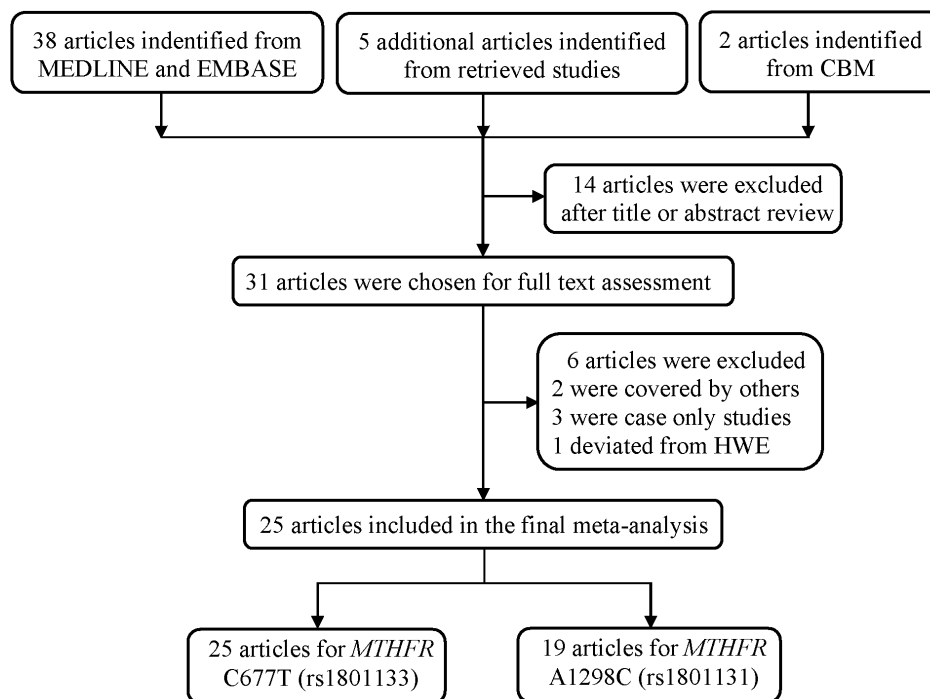 38 articles indentified from
MEDLINE and EMBASE
5 additional articles indentified
from retrieved studies
2 articles indentified
from CBM
14 articles were excluded
after title or abstract review
31 articles were chosen for full text assessment
6 articles were excluded
2 were covered by others
3 were case only studies
1 deviated from HWE
25 articles included in the final meta-analysis
25 articles for MTHFR
C677T (rs1801133)
19 articles for MTHFR
A1298C (rs1801131)